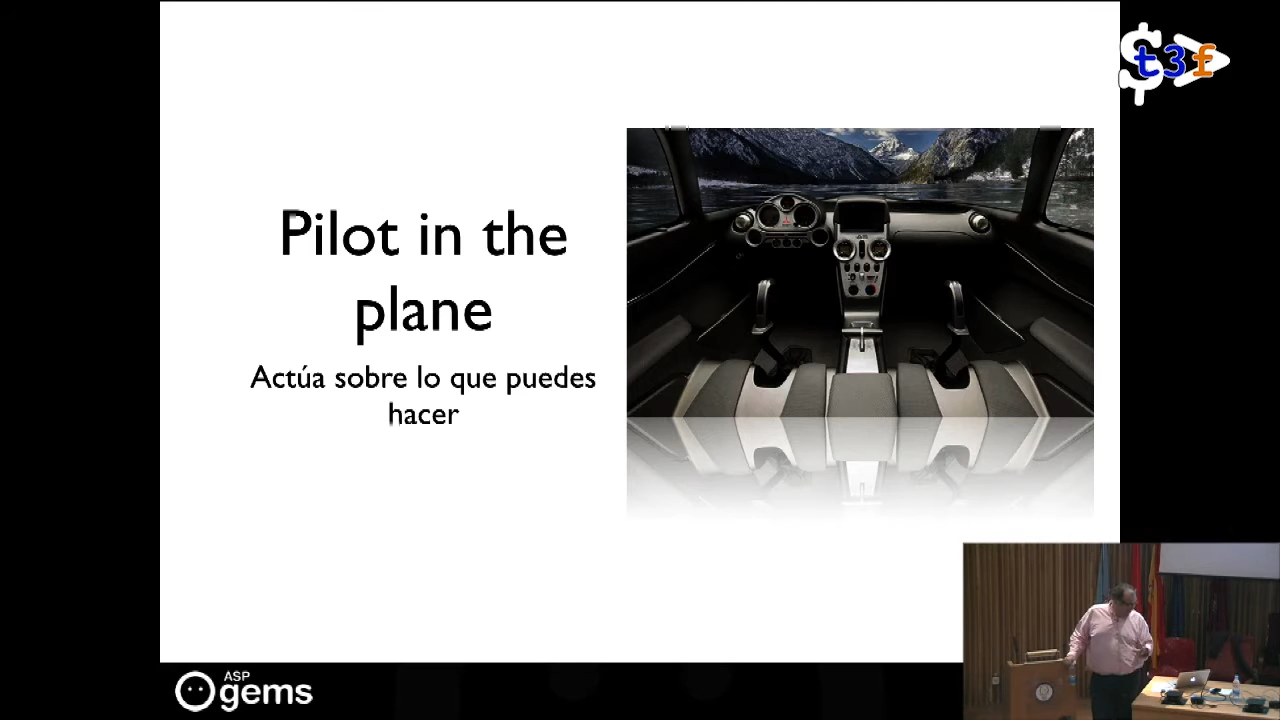 $t3f
Pilot in the
plane
Actúa sobre lo que puedes
hacer
ASP
gems